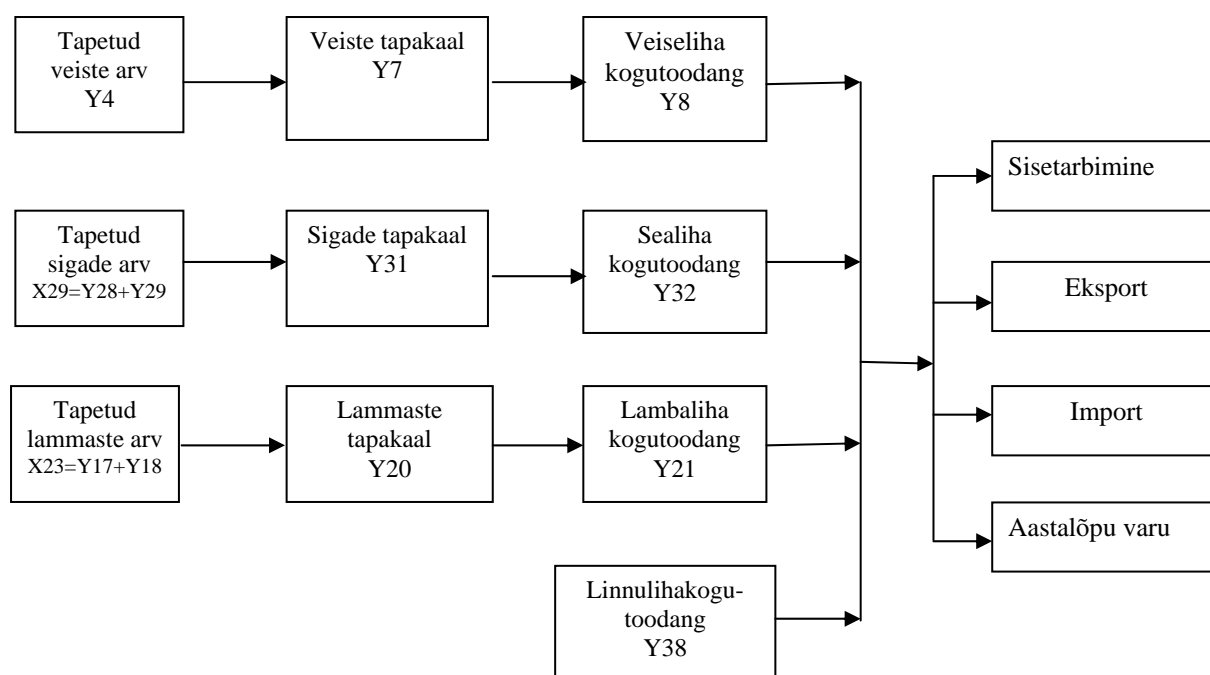 Tapetud
veiste arv
Y4
Veiste tapakaal
Y7
Veiseliha
kogutoodang
Y8
Tapetud
sigade arv
X29=Y28+Y29
Sigade tapakaal
Y31
Sealiha
kogutoodang
Y32
Tapetud
lammaste arv
X23=Y17+Y18
Lammaste
tapakaal
Y20
Lambaliha
kogutoodang
Y21
Linnulihakogu-
toodang
Y38
Sisetarbimine
Eksport
Import
Aastalõpu varu